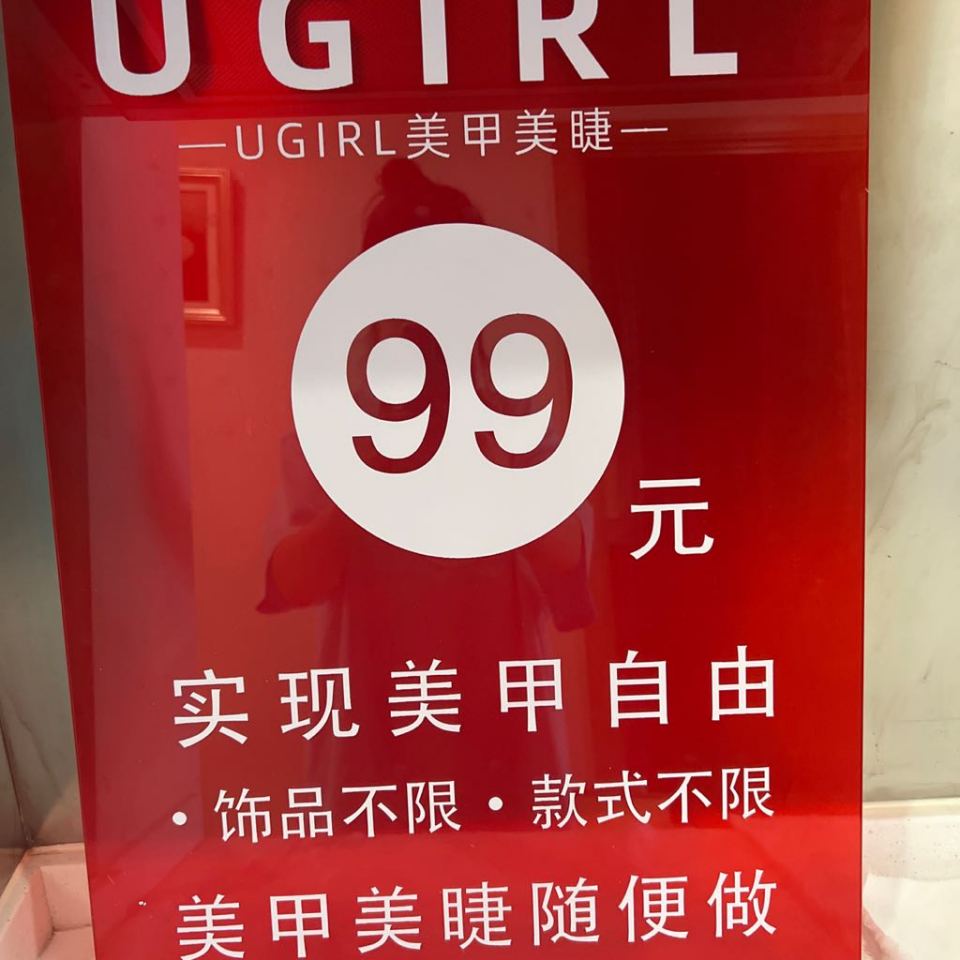 UGIRL
—UGIRL美甲美睫—
99
元
实现美甲自由
·饰品不限·款式不限
美甲美睫随便做